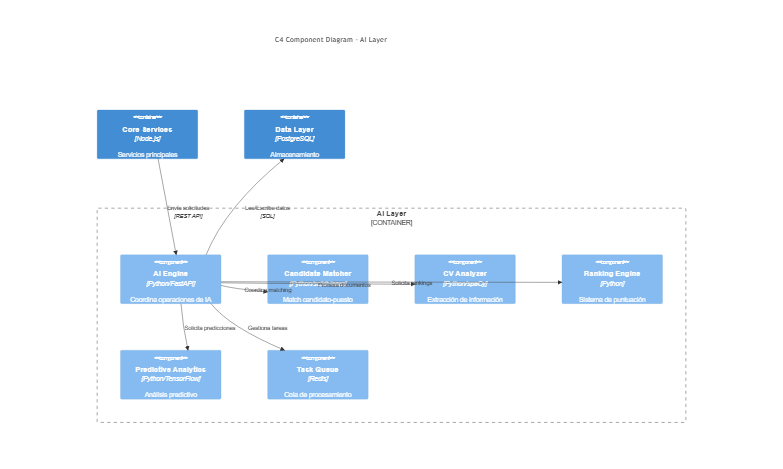 C4 Component Diagram - AI Layer
«container»
Core Services
[Node.js]
Servicios principales
«container»
Data Layer
[PostgreSQL]
Almacenamiento
Envía solicitudes
[REST API]
Lee/Escribe datos
[SQL]
AI Layer
[CONTAINER]
«component»
AI Engine
[Python/FastAPI]
Coordina operaciones de IA
«component»
Candidate Matcher
Match candidato-puesto
«component»
CV Analyzer
[Python/spaCy]
Extracción de información
«component»
Ranking Engine
[Python]
Sistema de puntuación
Coordina matching
Procesa documentos
Solicita rankings
Solicita predicciones
Gestiona tareas
«component»
Predictive Analytics
[Python/TensorFlow]
Análisis predictivo
«component»
Task Queue
[Redis]
Cola de procesamiento